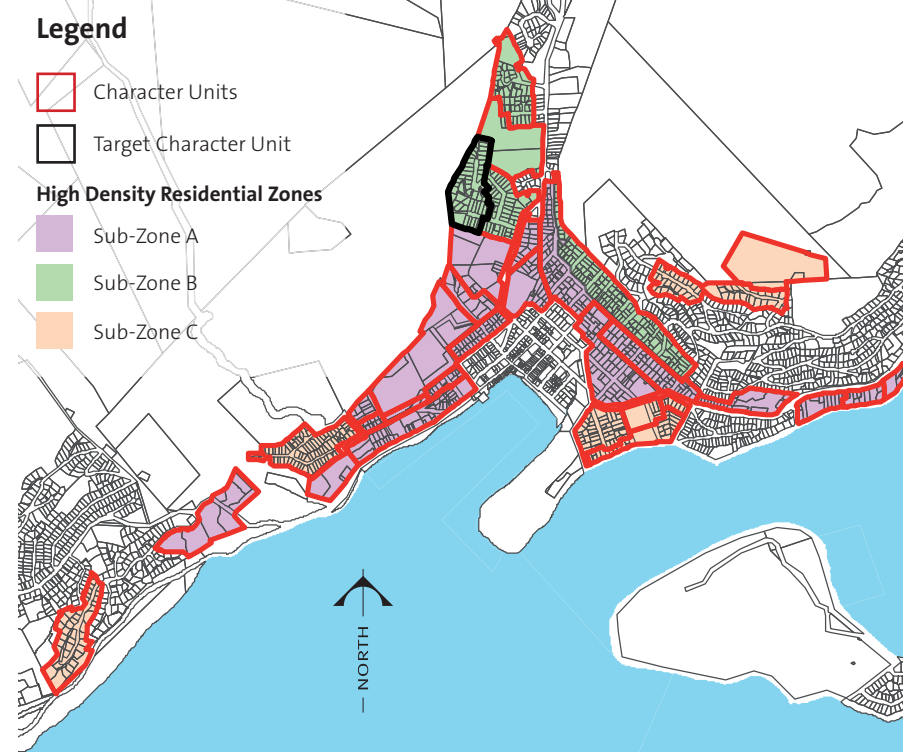 Legend
Character Units
Target Character Unit
High Density Residential Zones
Sub-Zone A
Sub-Zone B
Sub-Zone C
NORTH